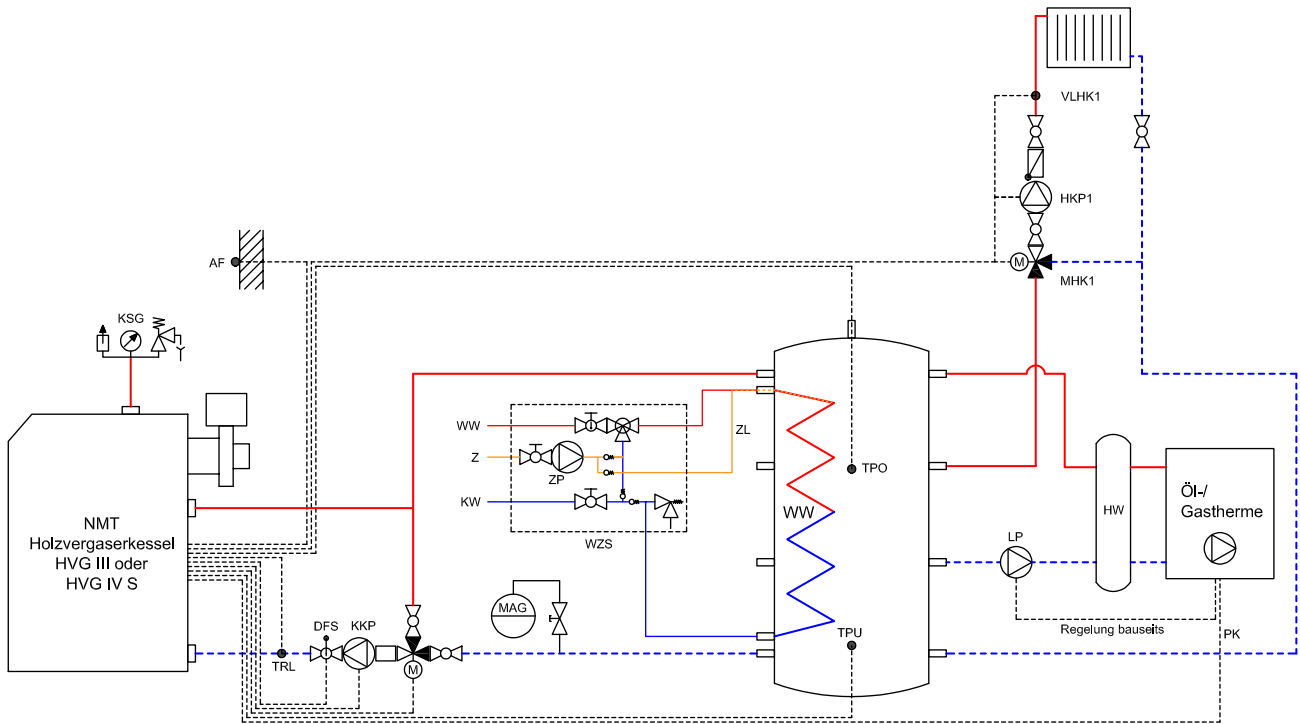 VLHK1
HKP1
AF
M
MHK1
KSG
WW
ZL
Z
ZP
TPO
KW
WW
HW
Öl-/
Gastherme
NMT
Holzvergaserkessel
HVG III oder
HVG IV S
WZS
LP
MAG
DFS
KKP
TPU
Regelung bauseits
PK
TRL
M